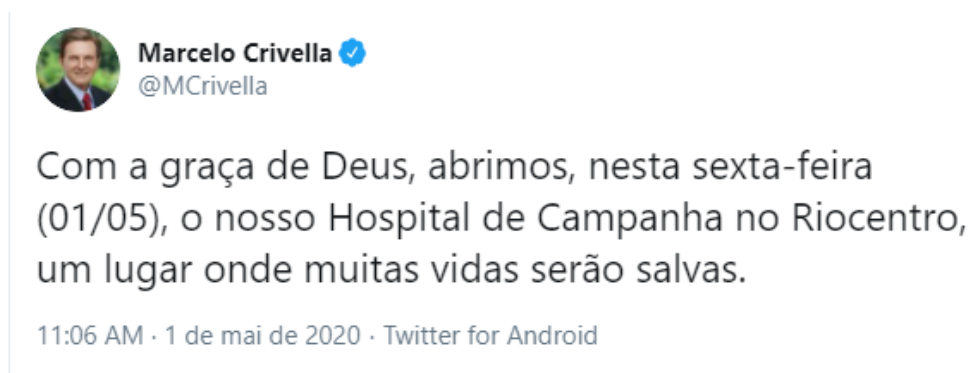 Marcelo Crivella
@MCrivella
Com a graça de Deus, abrimos, nesta sexta-feira
(01/05), o nosso Hospital de Campanha no Riocentro,
um lugar onde muitas vidas serão salvas.
11:06 AM · 1 de mai de 2020 · Twitter for Android